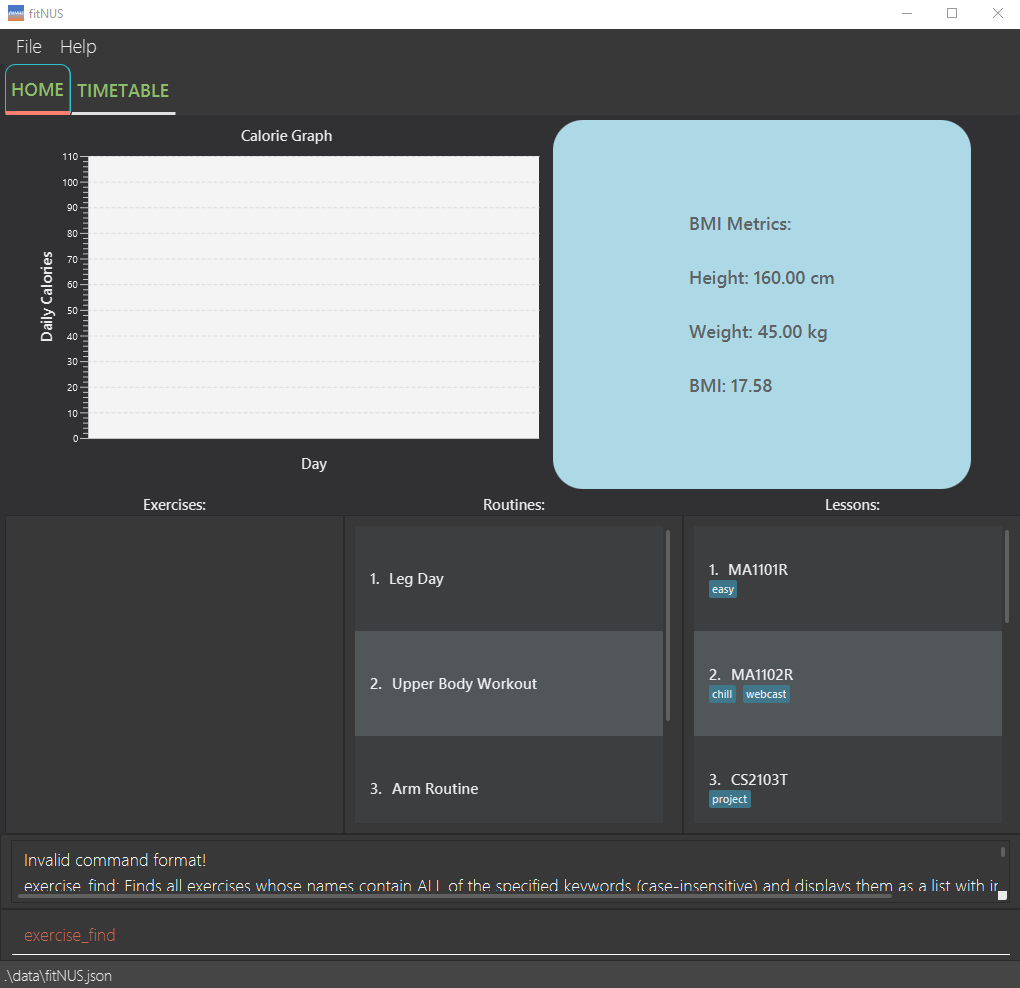 fitNUS
File Help
HOME TIMETABLE
Calorie Graph
110
100
90
80
70
60
50
40
30
20
10
0
Daily Calories
Day
BMI Metrics:
Height: 160.00 cm
Weight: 45.00 kg
BMI: 17.58
Exercises:
Routines:
1. Leg Day
2. Upper Body Workout
3. Arm Routine
Lessons:
1. MA1101R
easy
2. MA1102R
chill webcast
3. CS2103T
project
Invalid command format!
exercise_find: Finds all exercises whose names contain ALL of the specified keywords (case-insensitive) and displays them as a list with
exercise_find
.\data\fitNUS.json